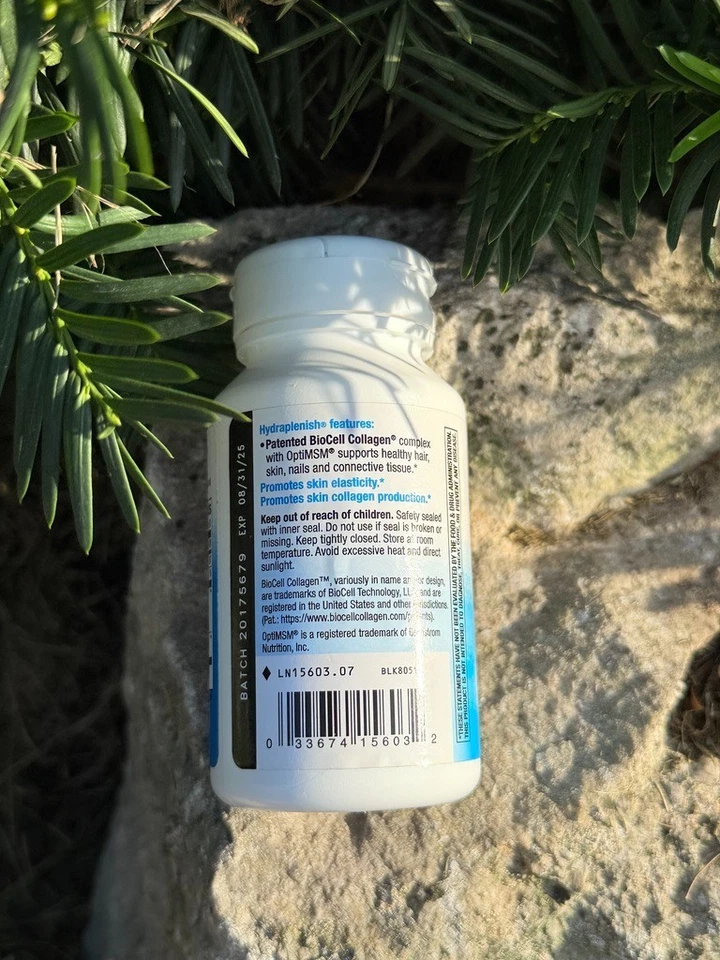 Hydraplenish® features:
•Patented BioCell Collagen® complex
with OptiMSM® supports healthy hair,
skin, nails and connective tissue.*
Promotes skin elasticity.*
Promotes skin collagen production.*
Keep out of reach of children. Safety sealed
with inner seal. Do not use if seal is broken or
missing. Keep tightly closed. Store at room
temperature. Avoid excessive heat and direct
sunlight.
BioCell Collagen™, variously in name and/or design,
are trademarks of BioCell Technology, LLC and are
registered in the United States and other jurisdictions.
(Pat.: https://www.biocellcollagen.com/patents).
OptiMSM® is a registered trademark of
Nutrition, Inc.
LN15603.07 BLK805
0 33674 15603 2
BATCH 20175679 EXP 08/31/25
*THESE STATEMENTS HAVE NOT BEEN EVALUATED BY THE FOOD & DRUG ADMINISTRATION.
THIS PRODUCT IS NOT INTENDED TO DIAGNOSE, TREAT, CURE, OR PREVENT ANY DISEASE.